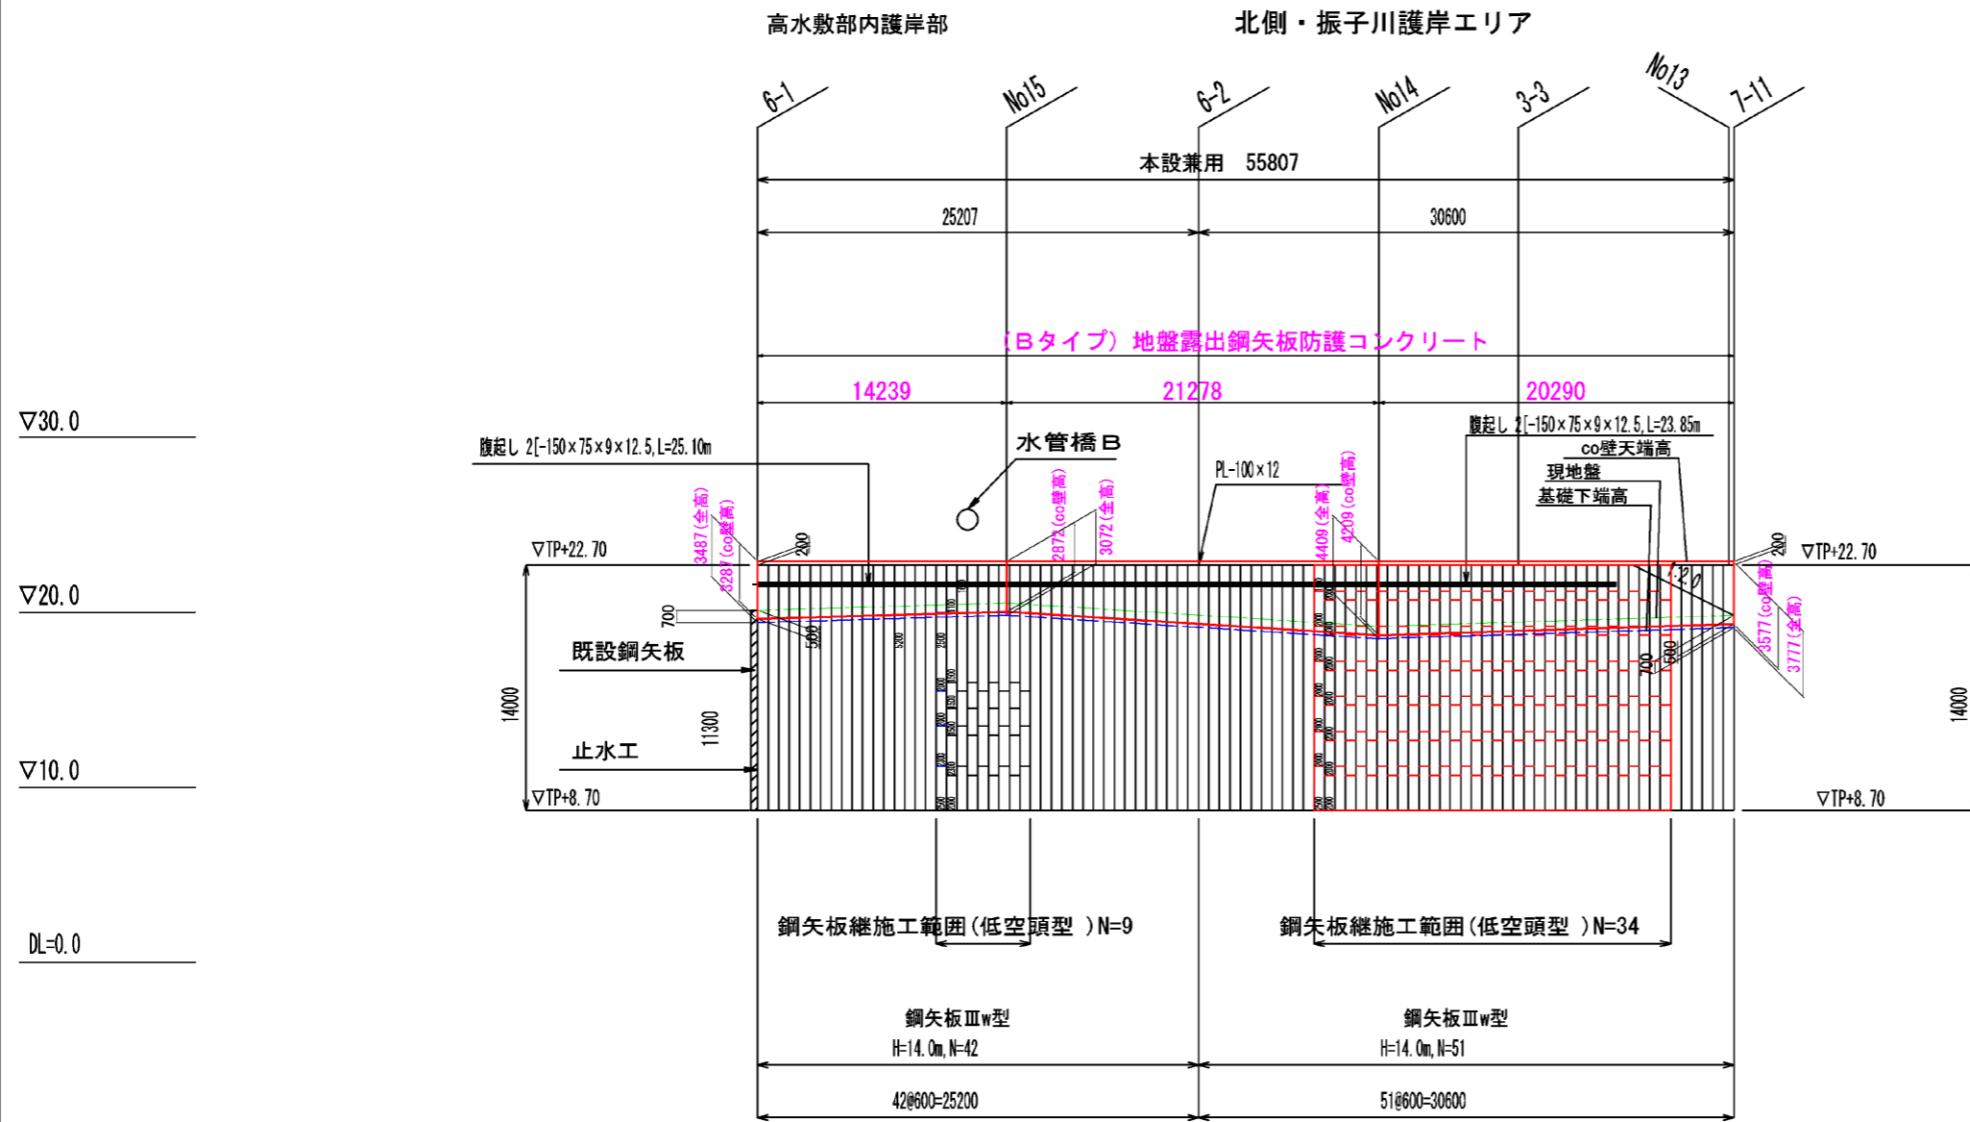 高水敷部内護岸部
北側・振子川護岸エリア
6-1
No15
6-2
No14
3-3
No13
7-11
本設兼用 55807
25207
30600
(Bタイプ) 地盤露出鋼矢板防護コンクリート
14239
21278
20290
▽30.0
腹起し 2[-150×75×9×12.5,L=25.10m
水管橋B
PL-100×12
腹起し 2[-150×75×9×12.5,L=23.85m
co壁天端高
現地盤
基礎下端高
3487(全高)
3287(co壁高)
2872(co壁高)
3072(全高)
4409(全高)
4209(co壁高)
3577(co壁高)
3777(全高)
▽TP+22.70
200
200
▽TP+22.70
1:2.0
▽20.0
700
500
5200
2500
700
500
既設鋼矢板
14000
11300
14000
止水工
▽10.0
▽TP+8.70
▽TP+8.70
鋼矢板継施工範囲(低空頭型 )N=9
鋼矢板継施工範囲(低空頭型 )N=34
DL=0.0
鋼矢板Ⅲw型
H=14.0m,N=42
鋼矢板Ⅲw型
H=14.0m,N=51
42@600=25200
51@600=30600